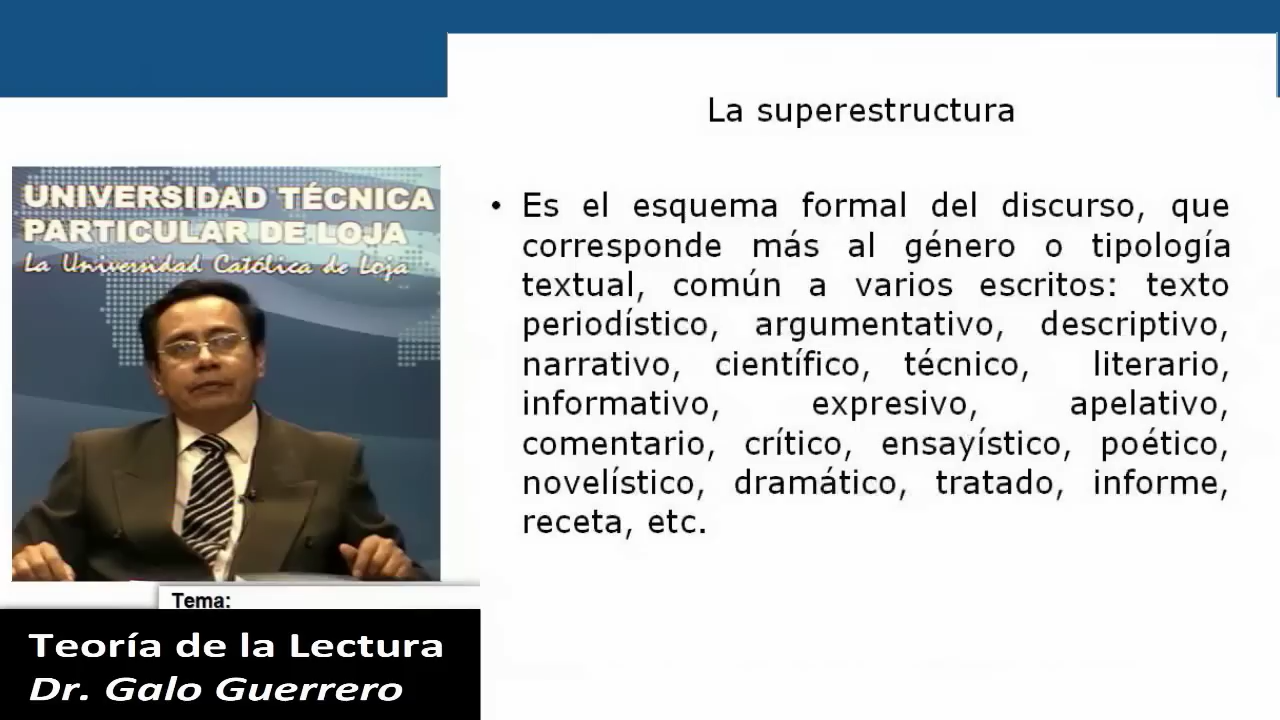 La superestructura
UNIVERSIDAD TÉCNICA
PARTICULAR DE LOJA
La Universidad Católica de Loja
• Es el esquema formal del discurso, que
corresponde más al género o tipología
textual, común a varios escritos: texto
periodístico, argumentativo, descriptivo,
narrativo, científico, técnico, literario,
informativo, expresivo, apelativo,
comentario, crítico, ensayístico, poético,
novelístico, dramático, tratado, informe,
receta, etc.
Tema:
Teoría de la Lectura
Dr. Galo Guerrero